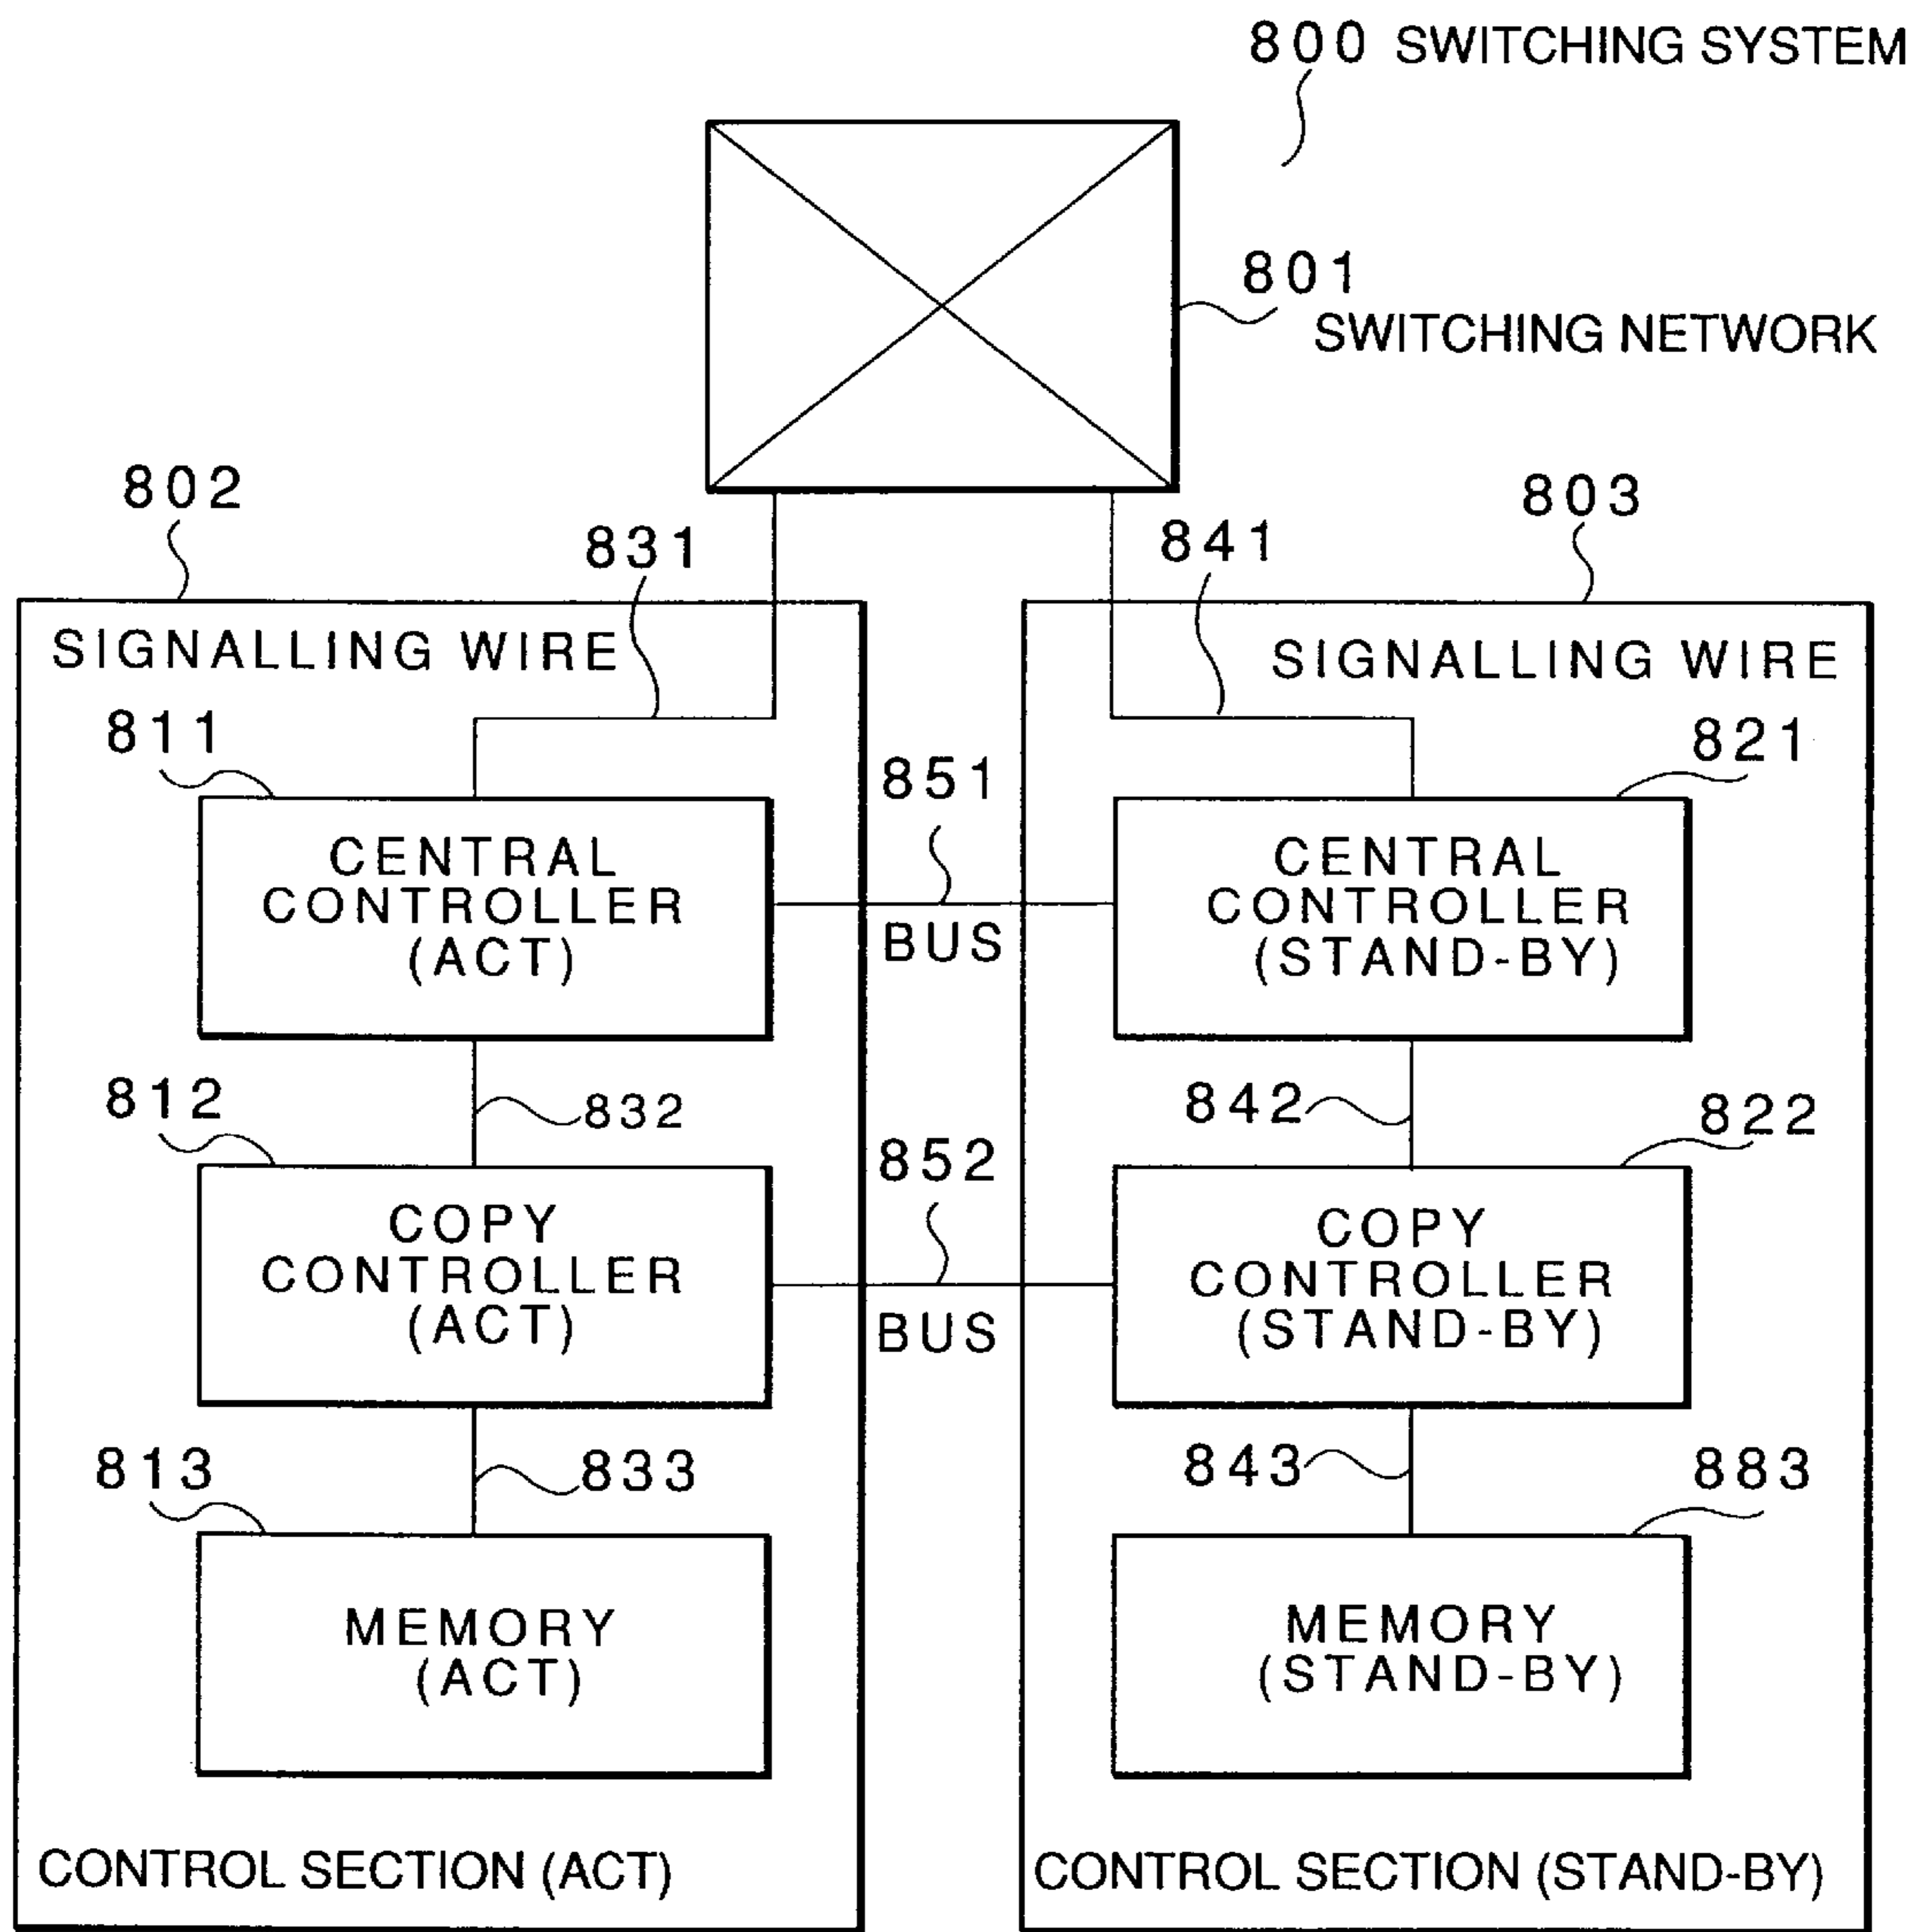 800 SWITCHING SYSTEM
801
SWITCHING NETWORK
802
803
831
841
SIGNALLING WIRE
SIGNALLING WIRE
811
821
851
CENTRAL
CONTROLLER
(ACT)
BUS
CENTRAL
CONTROLLER
(STAND-BY)
812
832
842
822
852
COPY
CONTROLLER
(ACT)
BUS
COPY
CONTROLLER
(STAND-BY)
813
833
843
883
MEMORY
(ACT)
MEMORY
(STAND-BY)
CONTROL SECTION (ACT)
CONTROL SECTION (STAND-BY)